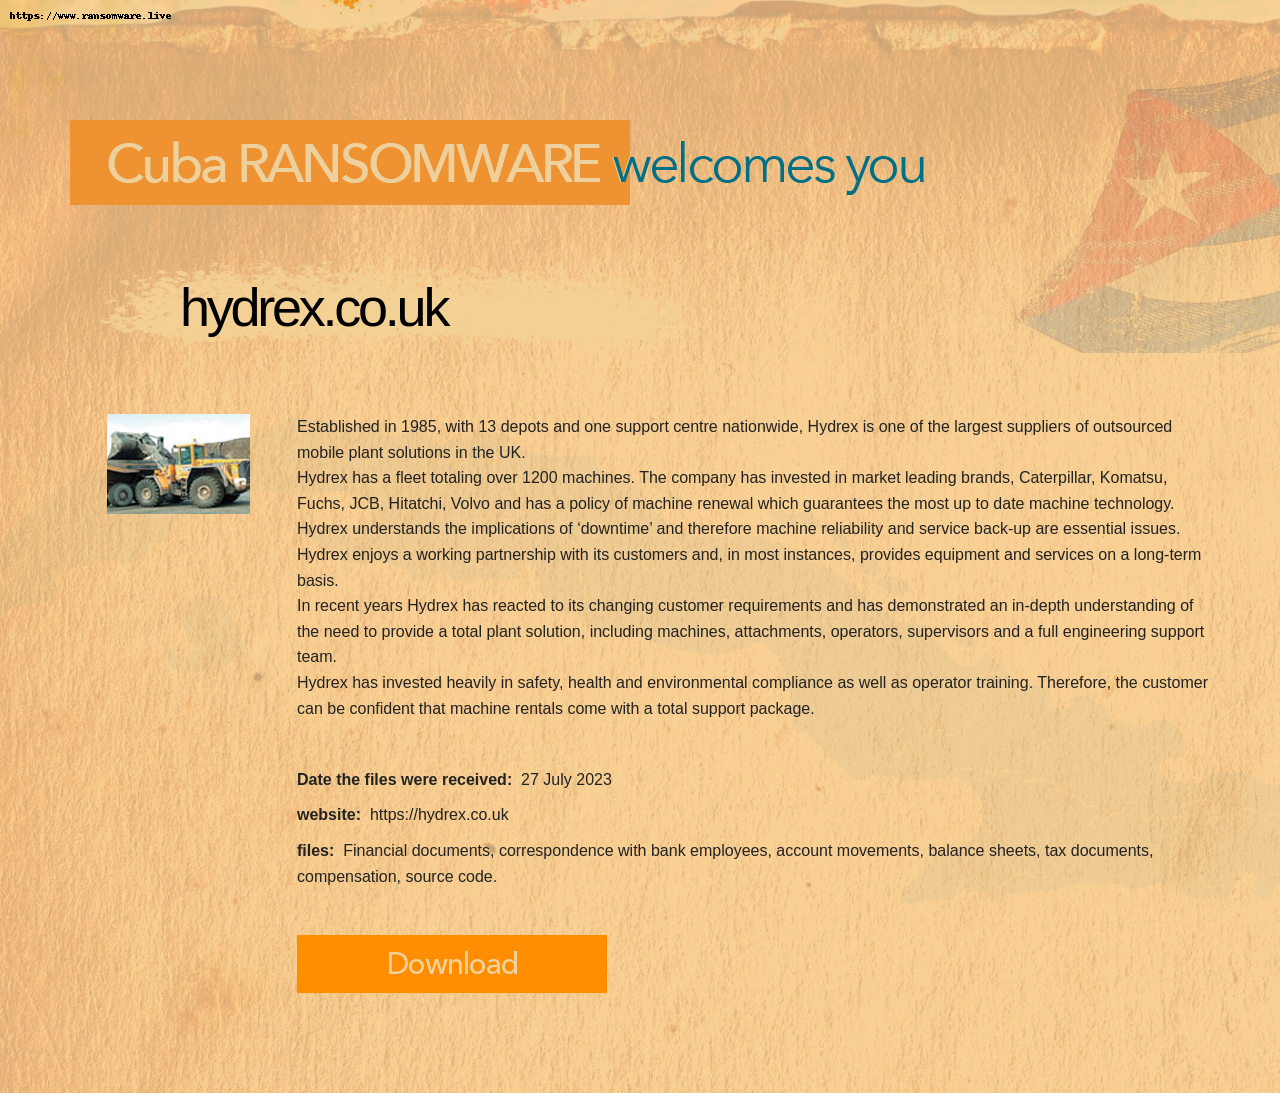 https://www.ransomware.live
Cuba RANSOMWARE welcomes you
hydrex.co.uk
Established in 1985, with 13 depots and one support centre nationwide, Hydrex is one of the largest suppliers of outsourced
mobile plant solutions in the UK.
Hydrex has a fleet totaling over 1200 machines. The company has invested in market leading brands, Caterpillar, Komatsu,
Fuchs, JCB, Hitatchi, Volvo and has a policy of machine renewal which guarantees the most up to date machine technology.
Hydrex understands the implications of ‘downtime’ and therefore machine reliability and service back-up are essential issues.
Hydrex enjoys a working partnership with its customers and, in most instances, provides equipment and services on a long-term
basis.
In recent years Hydrex has reacted to its changing customer requirements and has demonstrated an in-depth understanding of
the need to provide a total plant solution, including machines, attachments, operators, supervisors and a full engineering support
team.
Hydrex has invested heavily in safety, health and environmental compliance as well as operator training. Therefore, the customer
can be confident that machine rentals come with a total support package.
Date the files were received: 27 July 2023
website: https://hydrex.co.uk
files: Financial documents, correspondence with bank employees, account movements, balance sheets, tax documents,
compensation, source code.
Download